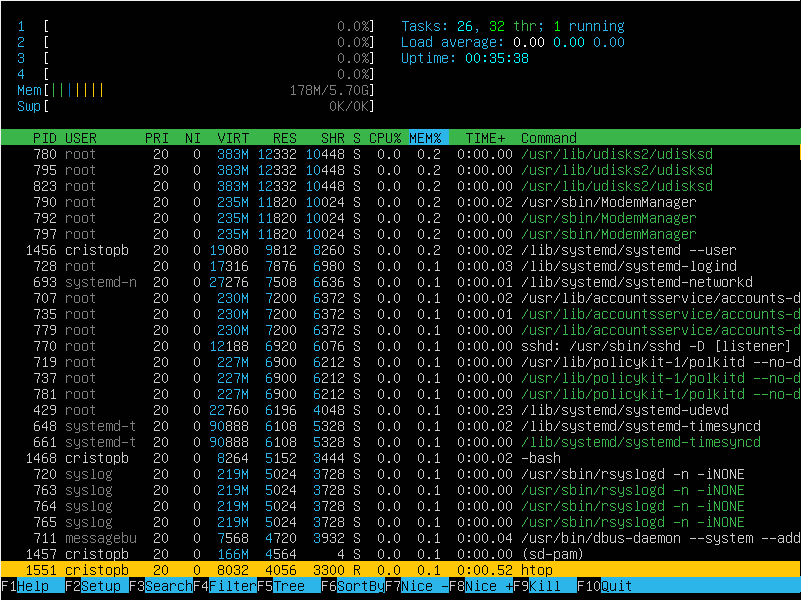 1 [ 0.0%] Tasks: 26, 32 thr; 1 running
2 [ 0.0%] Load average: 0.00 0.00 0.00
3 [ 0.0%] Uptime: 00:35:38
4 [ 0.0%]
Mem[||||||| 178M/5.70G]
Swp[ 0K/0K]
PID USER PRI NI VIRT RES SHR S CPU% MEM% TIME+ Command
780 root 20 0 383M 12332 10448 S 0.0 0.2 0:00.00 /usr/lib/udisks2/udisksd
795 root 20 0 383M 12332 10448 S 0.0 0.2 0:00.00 /usr/lib/udisks2/udisksd
823 root 20 0 383M 12332 10448 S 0.0 0.2 0:00.00 /usr/lib/udisks2/udisksd
790 root 20 0 235M 11820 10024 S 0.0 0.2 0:00.02 /usr/sbin/ModemManager
792 root 20 0 235M 11820 10024 S 0.0 0.2 0:00.00 /usr/sbin/ModemManager
797 root 20 0 235M 11820 10024 S 0.0 0.2 0:00.00 /usr/sbin/ModemManager
1456 cristopb 20 0 19080 9812 8260 S 0.0 0.2 0:00.02 /lib/systemd/systemd --user
728 root 20 0 17316 7876 6980 S 0.0 0.1 0:00.03 /lib/systemd/systemd-logind
693 systemd-n 20 0 27276 7508 6636 S 0.0 0.1 0:00.01 /lib/systemd/systemd-networkd
707 root 20 0 230M 7200 6372 S 0.0 0.1 0:00.02 /usr/lib/accountsservice/accounts-d
735 root 20 0 230M 7200 6372 S 0.0 0.1 0:00.01 /usr/lib/accountsservice/accounts-d
779 root 20 0 230M 7200 6372 S 0.0 0.1 0:00.00 /usr/lib/accountsservice/accounts-d
770 root 20 0 12188 6920 6076 S 0.0 0.1 0:00.00 sshd: /usr/sbin/sshd -D [listener]
719 root 20 0 227M 6900 6212 S 0.0 0.1 0:00.00 /usr/lib/policykit-1/polkitd --no-d
737 root 20 0 227M 6900 6212 S 0.0 0.1 0:00.00 /usr/lib/policykit-1/polkitd --no-d
781 root 20 0 227M 6900 6212 S 0.0 0.1 0:00.00 /usr/lib/policykit-1/polkitd --no-d
429 root 20 0 22760 6196 4048 S 0.0 0.1 0:00.23 /lib/systemd/systemd-udevd
648 systemd-t 20 0 90888 6108 5328 S 0.0 0.1 0:00.02 /lib/systemd/systemd-timesyncd
661 systemd-t 20 0 90888 6108 5328 S 0.0 0.1 0:00.00 /lib/systemd/systemd-timesyncd
1468 cristopb 20 0 8264 5152 3444 S 0.0 0.1 0:00.02 -bash
720 syslog 20 0 219M 5024 3728 S 0.0 0.1 0:00.00 /usr/sbin/rsyslogd -n -iNONE
763 syslog 20 0 219M 5024 3728 S 0.0 0.1 0:00.00 /usr/sbin/rsyslogd -n -iNONE
764 syslog 20 0 219M 5024 3728 S 0.0 0.1 0:00.00 /usr/sbin/rsyslogd -n -iNONE
765 syslog 20 0 219M 5024 3728 S 0.0 0.1 0:00.00 /usr/sbin/rsyslogd -n -iNONE
711 messagebu 20 0 7568 4720 3932 S 0.0 0.1 0:00.04 /usr/bin/dbus-daemon --system --add
1457 cristopb 20 0 166M 4564 4 S 0.0 0.1 0:00.00 (sd-pam)
1551 cristopb 20 0 8032 4056 3300 R 0.0 0.1 0:00.52 htop
F1Help F2Setup F3SearchF4FilterF5Tree F6SortByF7Nice -F8Nice +F9Kill F10Quit